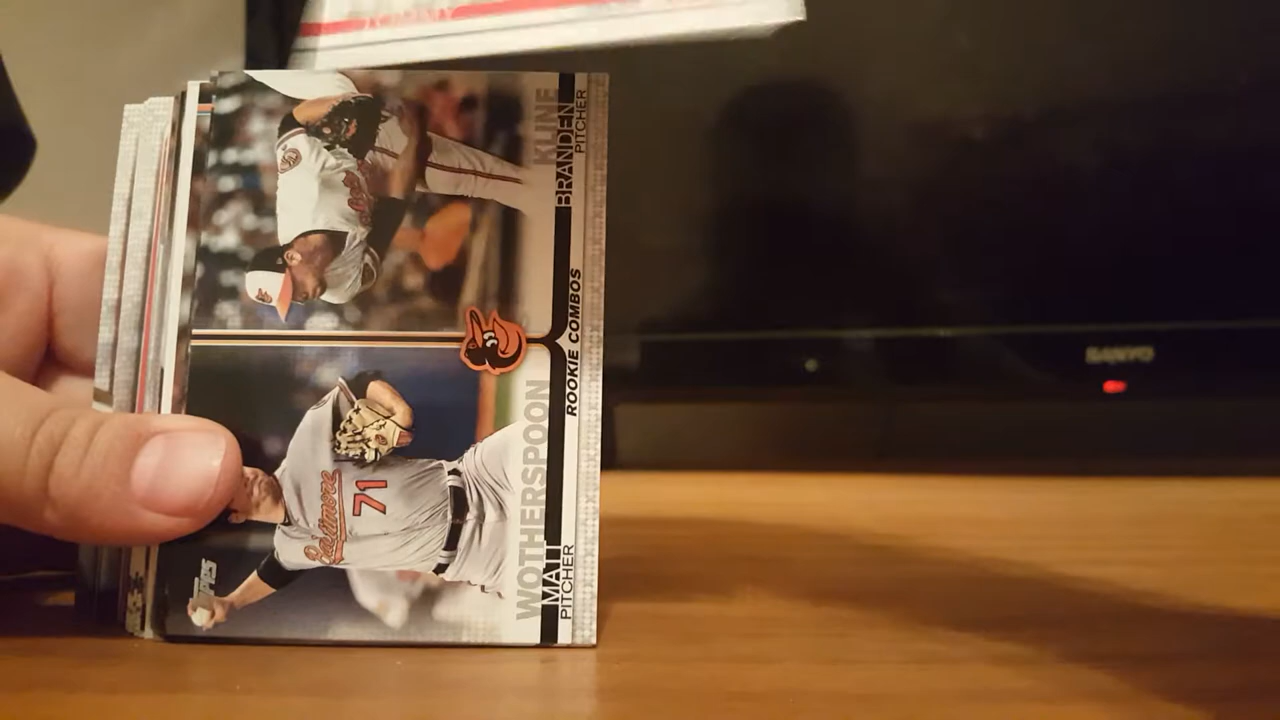 TOPPS
Baltimore
71
WOTHERSPOON
MATT
PITCHER
ROOKIE COMBOS
KLINE
BRANDEN
PITCHER
SANYO